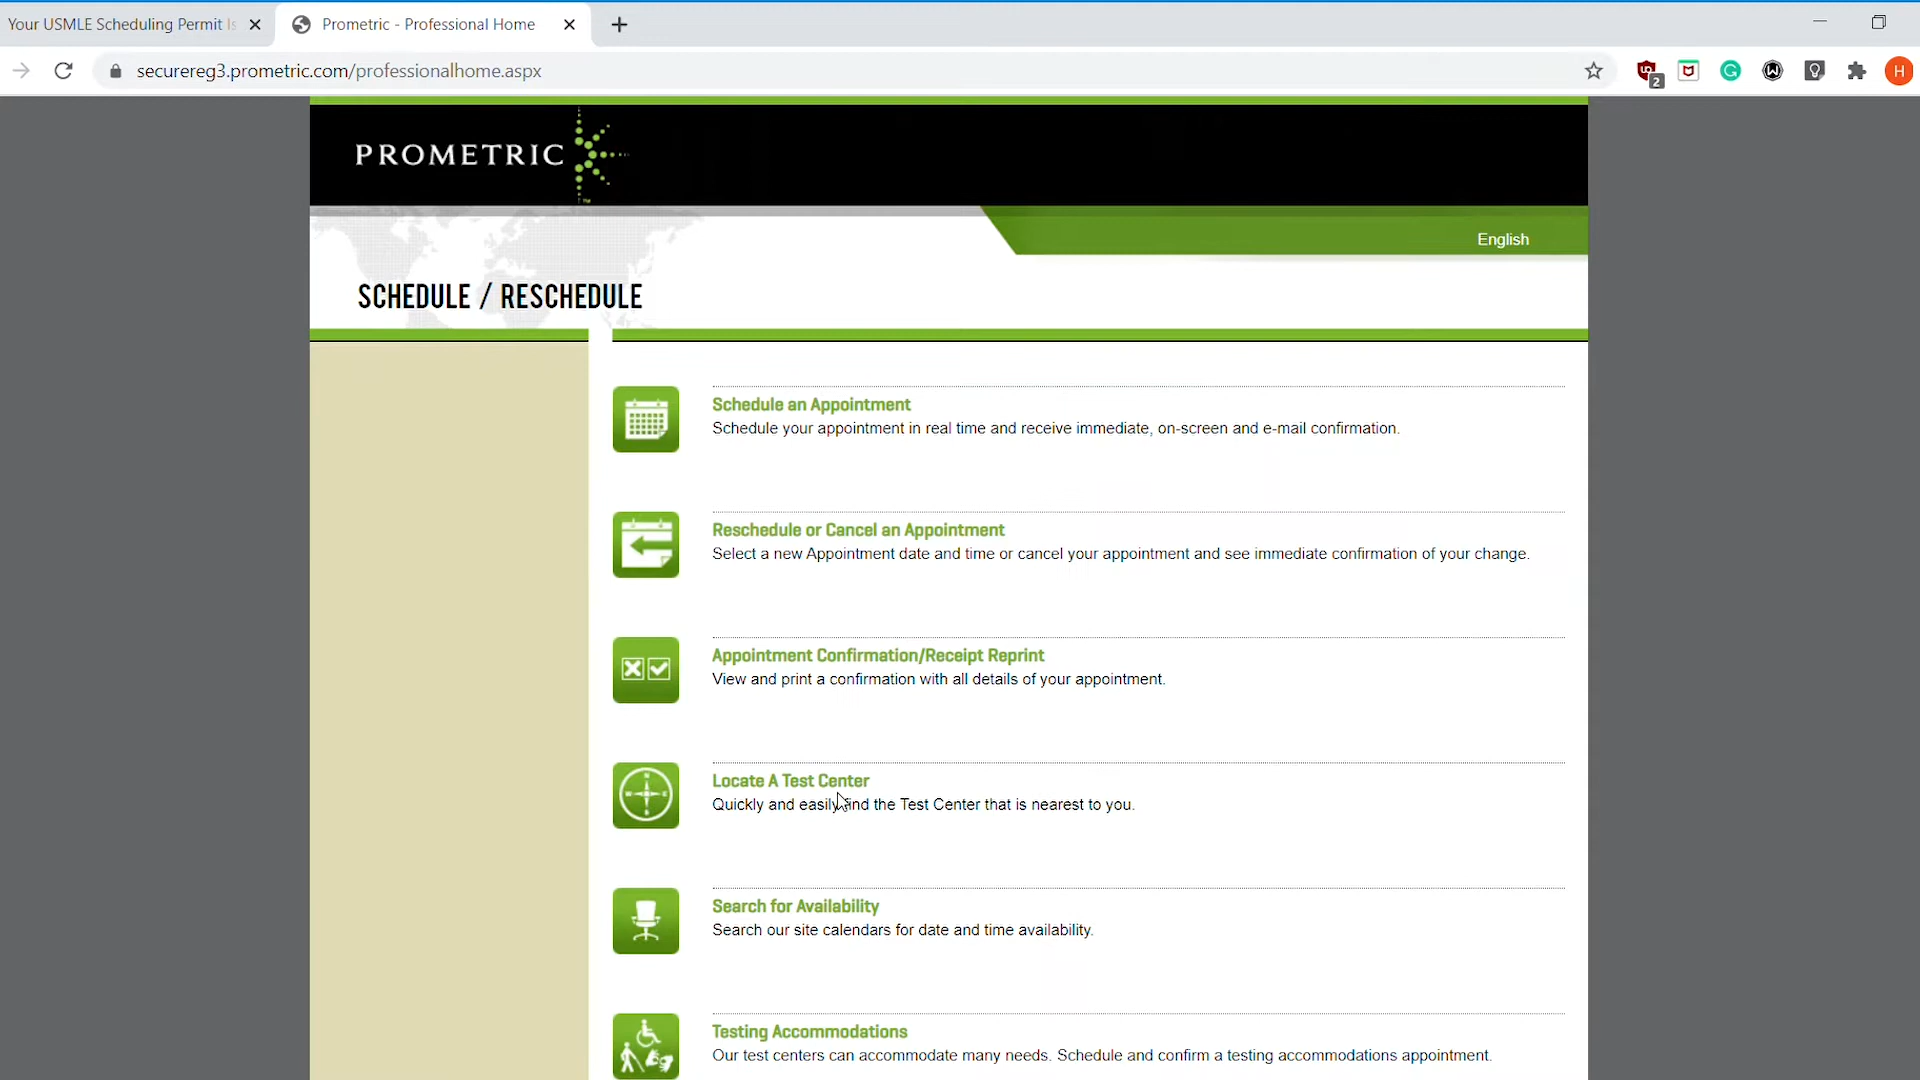 Your USMLE Scheduling Permit Is
Prometric - Professional Home
securereg3.prometric.com/professionalhome.aspx
2
H
PROMETRIC
TM
English
SCHEDULE / RESCHEDULE
Schedule an Appointment
Schedule your appointment in real time and receive immediate, on-screen and e-mail confirmation.
Reschedule or Cancel an Appointment
Select a new Appointment date and time or cancel your appointment and see immediate confirmation of your change.
Appointment Confirmation/Receipt Reprint
View and print a confirmation with all details of your appointment.
Locate A Test Center
Quickly and easily find the Test Center that is nearest to you.
Search for Availability
Search our site calendars for date and time availability.
Testing Accommodations
Our test centers can accommodate many needs. Schedule and confirm a testing accommodations appointment.